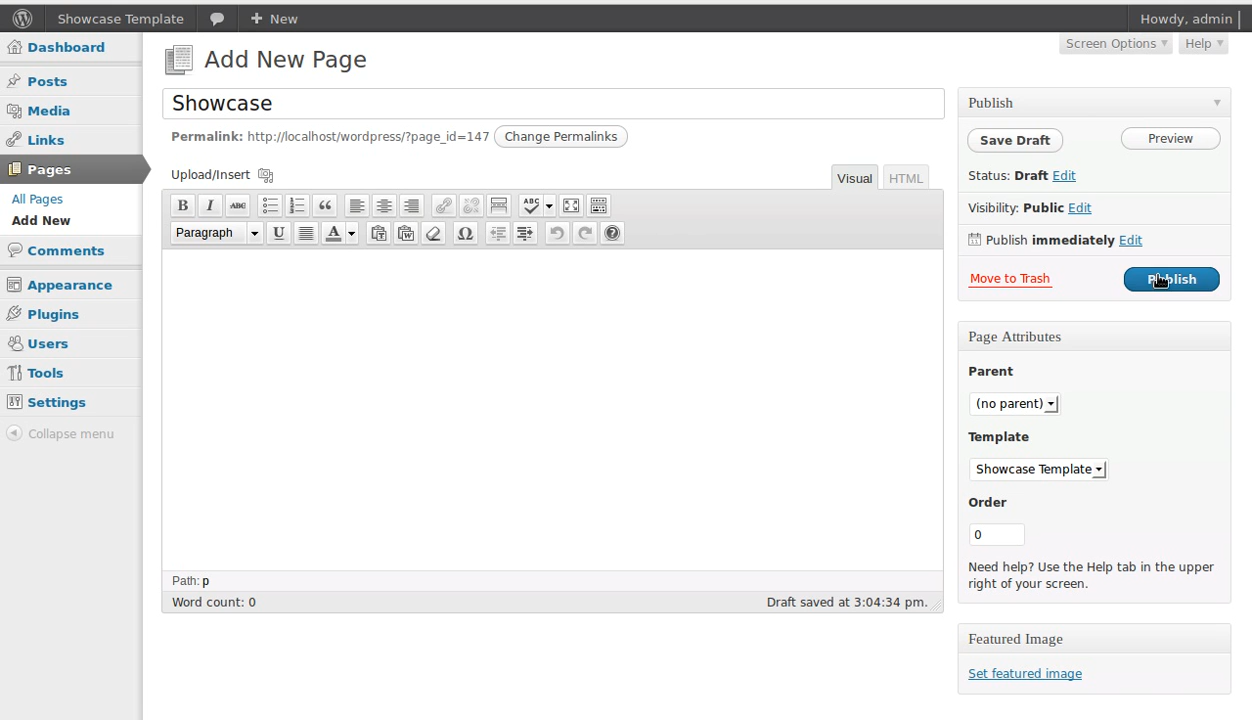 Showcase Template
+ New
Howdy, admin
Screen Options
Help
Dashboard
Posts
Media
Links
Pages
All Pages
Add New
Comments
Appearance
Plugins
Users
Tools
Settings
Collapse menu
Add New Page
Showcase
Permalink: http://localhost/wordpress/?page_id=147 Change Permalinks
Upload/Insert
Visual
HTML
B I ABC ABC
Paragraph U A Ω
Path: p
Word count: 0
Draft saved at 3:04:34 pm.
Publish
Save Draft
Preview
Status: Draft Edit
Visibility: Public Edit
Publish immediately Edit
Move to Trash
Publish
Page Attributes
Parent
(no parent)
Template
Showcase Template
Order
0
Need help? Use the Help tab in the upper
right of your screen.
Featured Image
Set featured image